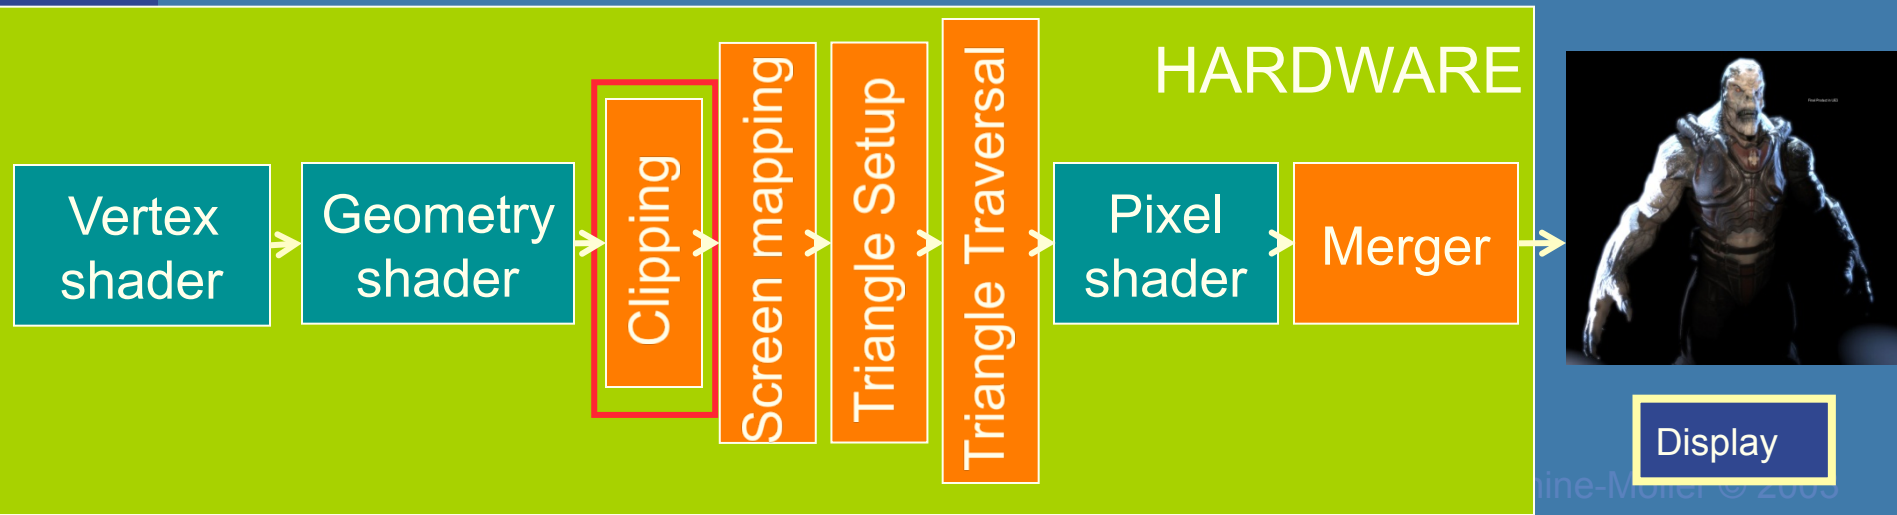 HARDWARE
Vertex
shader
Geometry
shader
Clipping
Screen mapping
Triangle Setup
Triangle Traversal
Pixel
shader
Merger
Display